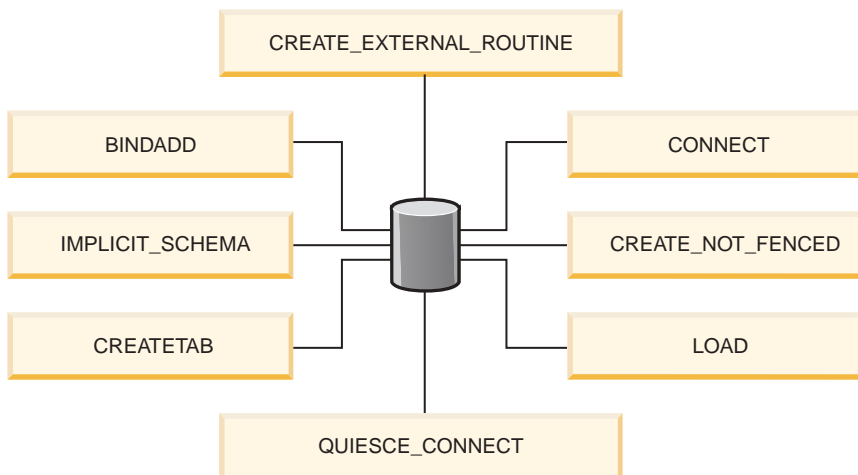 CREATE_EXTERNAL_ROUTINE
BINDADD
CONNECT
IMPLICIT_SCHEMA
CREATE_NOT_FENCED
CREATETAB
LOAD
QUIESCE_CONNECT